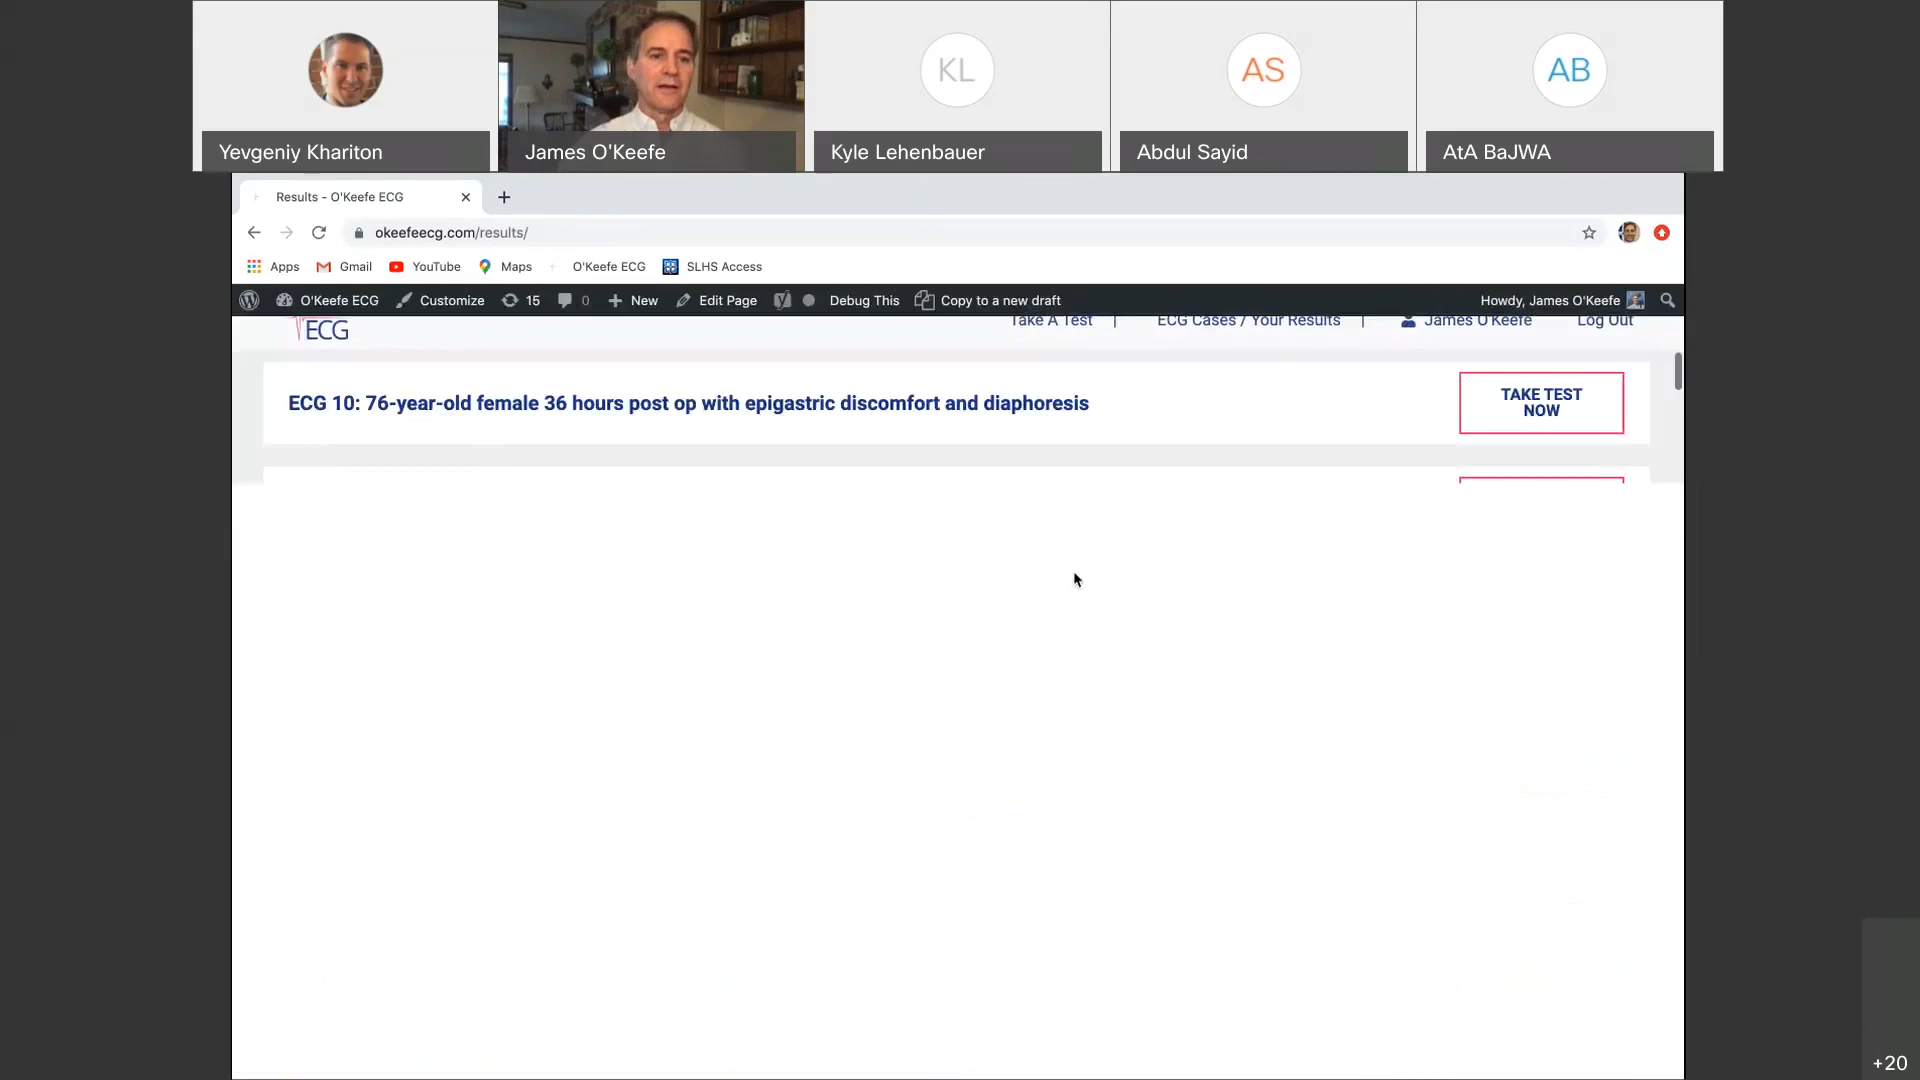 KL
AS
AB
Yevgeniy Khariton
James O'Keefe
Kyle Lehenbauer
Abdul Sayid
AtA BaJWA
Results - O'Keefe ECG
okeefeecg.com/results/
Apps Gmail YouTube Maps O'Keefe ECG SLHS Access
O'Keefe ECG Customize 15 0 New Edit Page Debug This Copy to a new draft Howdy, James O'Keefe
ECG Take A Test | ECG Cases / Your Results | James O'Keefe Log Out
ECG 10: 76-year-old female 36 hours post op with epigastric discomfort and diaphoresis
TAKE TEST
NOW
+20